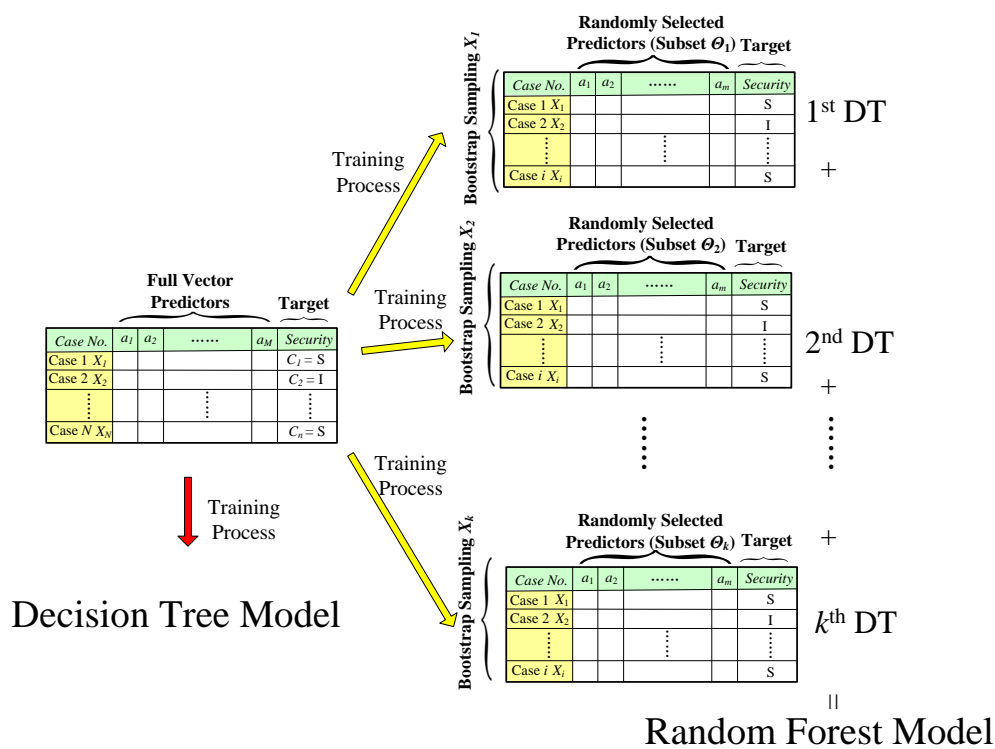 Randomly Selected
Predictors (Subset Θ1) Target
Bootstrap Sampling X1
Case No. a1 a2 ...... am Security
Case 1 X1 S
Case 2 X2 I
Case i Xi S
1st DT
+
Training
Process
Randomly Selected
Predictors (Subset Θ2) Target
Bootstrap Sampling X2
Case No. a1 a2 ...... am Security
Case 1 X1 S
Case 2 X2 I
Case i Xi S
2nd DT
+
Training
Process
Full Vector
Predictors Target
Case No. a1 a2 ...... aM Security
Case 1 X1 C1 = S
Case 2 X2 C2 = I
Case N XN Cn = S
Training
Process
Training
Process
Decision Tree Model
+
Randomly Selected
Predictors (Subset Θk) Target
Bootstrap Sampling Xk
Case No. a1 a2 ...... am Security
Case 1 X1 S
Case 2 X2 I
Case i Xi S
kth DT
=
Random Forest Model